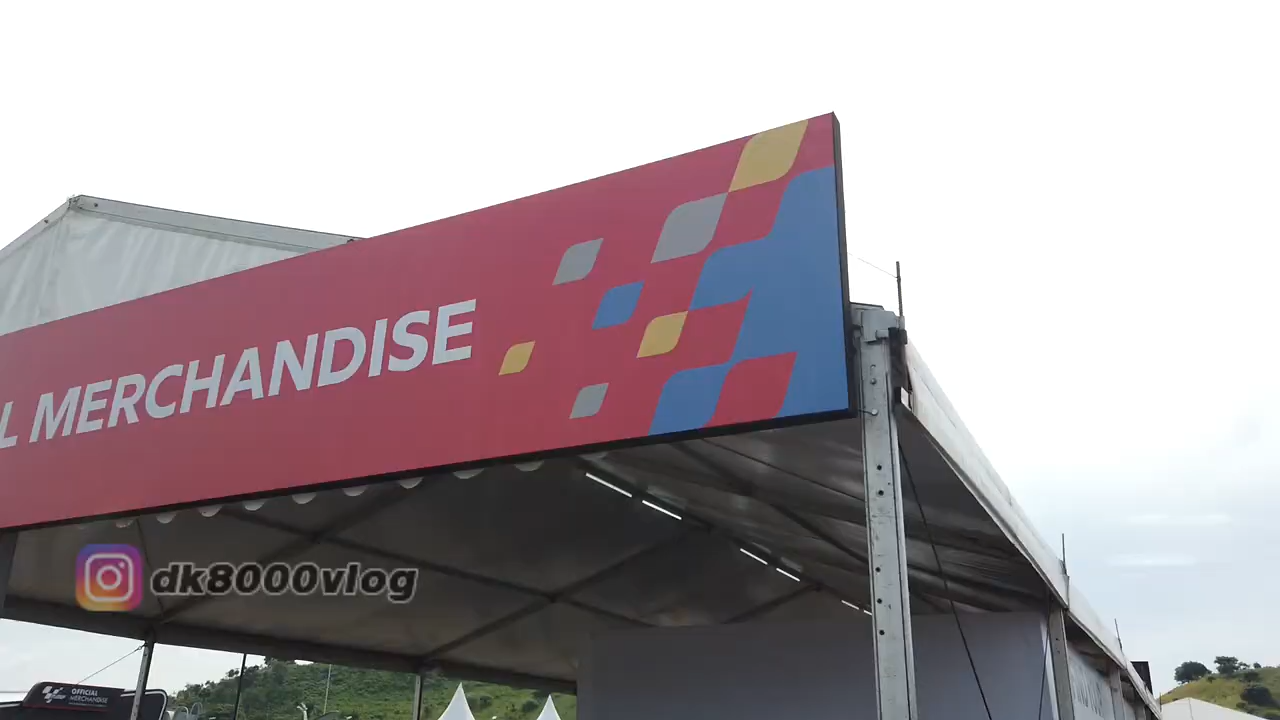 L MERCHANDISE
dk8000vlog
OFFICIAL
MERCHANDISE